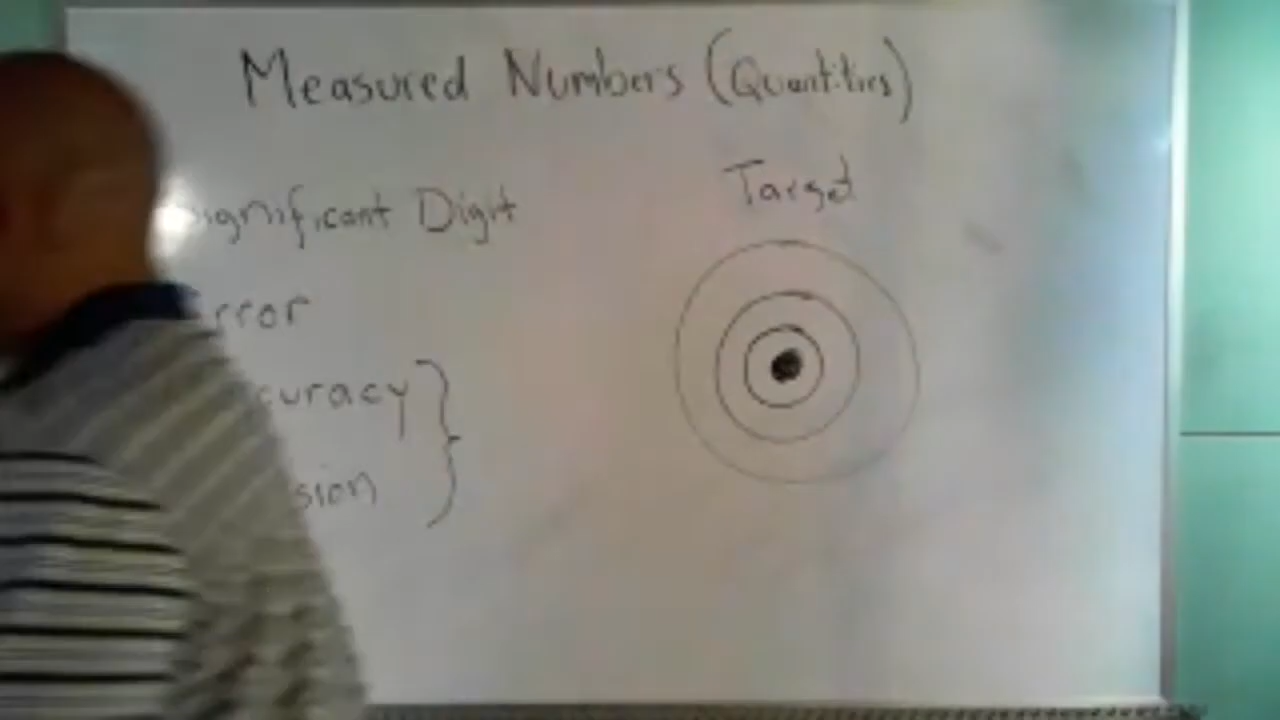 Measured Numbers (Quantities)
Target
ignificant Digit
rror
curacy
sion